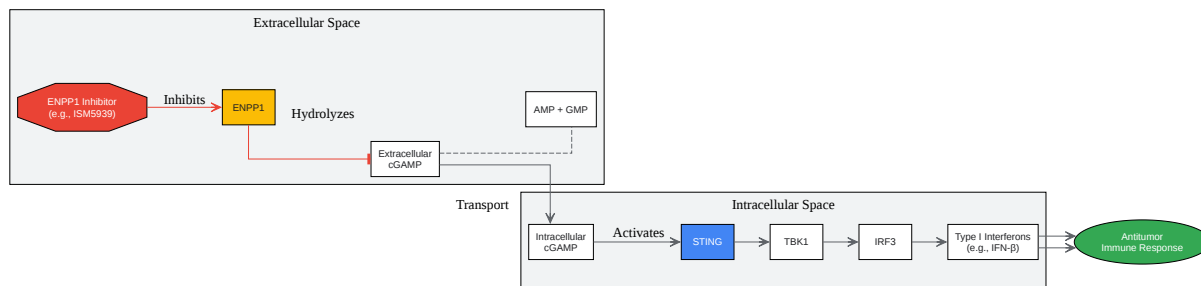 Extracellular Space
ENPP1 Inhibitor
(e.g., ISM5939)
Inhibits
ENPP1
Hydrolyzes
AMP + GMP
Extracellular
cGAMP
Transport
Intracellular Space
Intracellular
cGAMP
Activates
STING
TBK1
IRF3
Type I Interferons
(e.g., IFN-β)
Antitumor
Immune Response